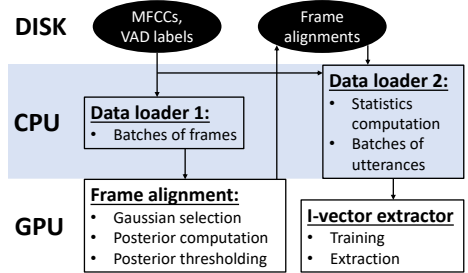 DISK
MFCCs,
VAD labels
Frame
alignments
CPU
Data loader 1:
• Batches of frames
Data loader 2:
• Statistics
computation
• Batches of
utterances
GPU
Frame alignment:
• Gaussian selection
• Posterior computation
• Posterior thresholding
I-vector extractor
• Training
• Extraction